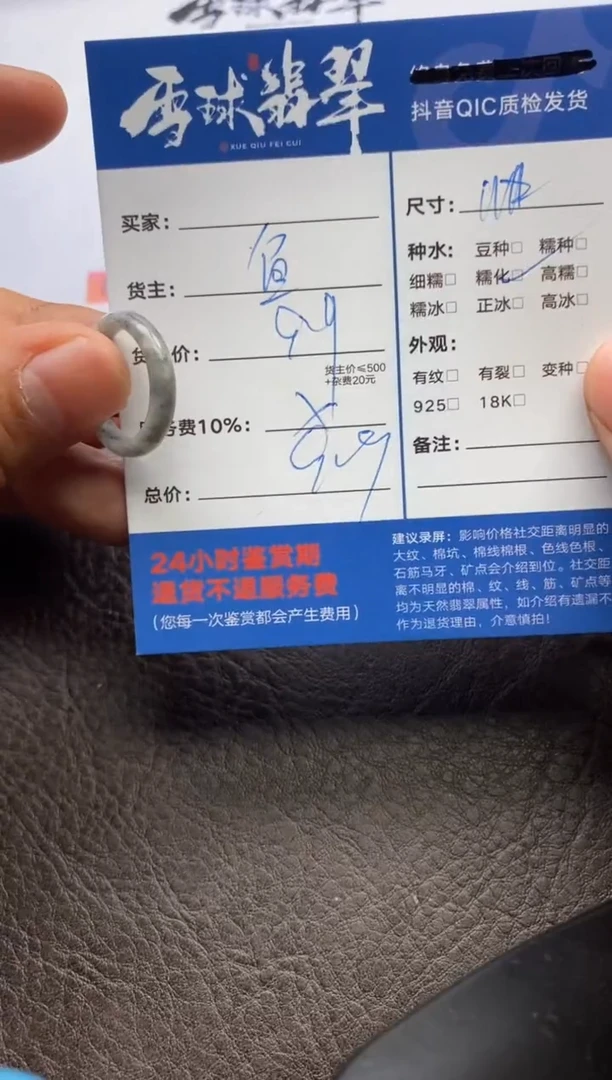 雪球翡翠
XUE QIU FEI CUI
抖音QIC质检发货
买家：
货主：
价：
货主价≤500
+杂费20元
务费10%：
总价：
24小时鉴赏期
退货不退服务费
（您每一次鉴赏都会产生费用）
尺寸：
种水： 豆种□ 糯种□
细糯□ 糯化□ 高糯□
糯冰□ 正冰□ 高冰□
外观：
有纹□ 有裂□ 变种□
925□ 18K□
备注：
建议录屏：影响价格社交距离明显的
大纹、棉坑、棉线棉根、色线色根、
石筋马牙、矿点会介绍到位。社交距
离不明显的棉、纹、线、筋、矿点等
均为天然翡翠属性，如介绍有遗漏不
作为退货理由，介意慎拍！